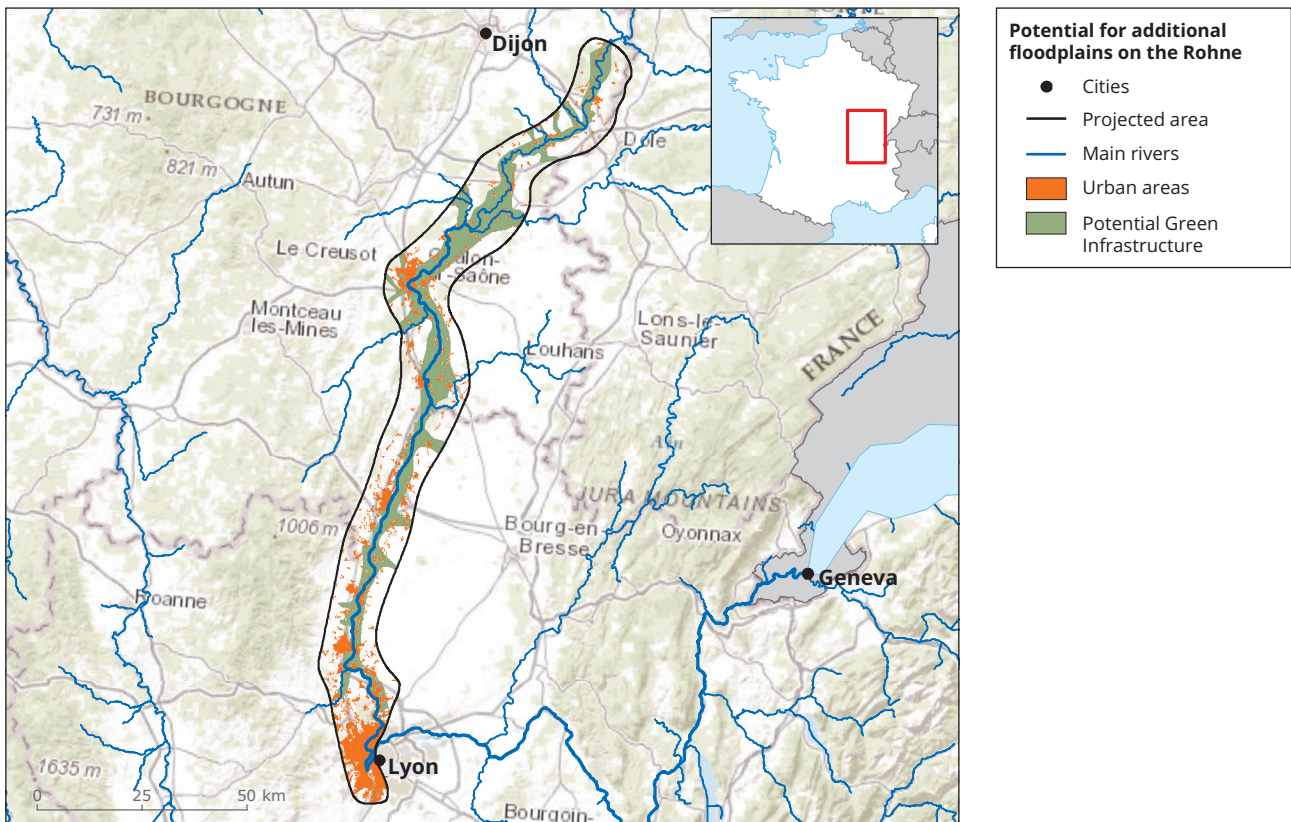 Dijon
BOURGOGNE
731 m
Dole
821 m
Autun
Le Creusot
Saône
Montceau
les-Mines
Lons-le-
Saunier
Louhans
FRANCE
Ain
JURA MOUNTAINS
1006 m
Bourg-en-
Bresse
Oyonnax
Geneva
Roanne
Lyon
1635 m
0 25 50 km
Bourgoin-
Potential for additional
floodplains on the Rohne
Cities
Projected area
Main rivers
Urban areas
Potential Green
Infrastructure